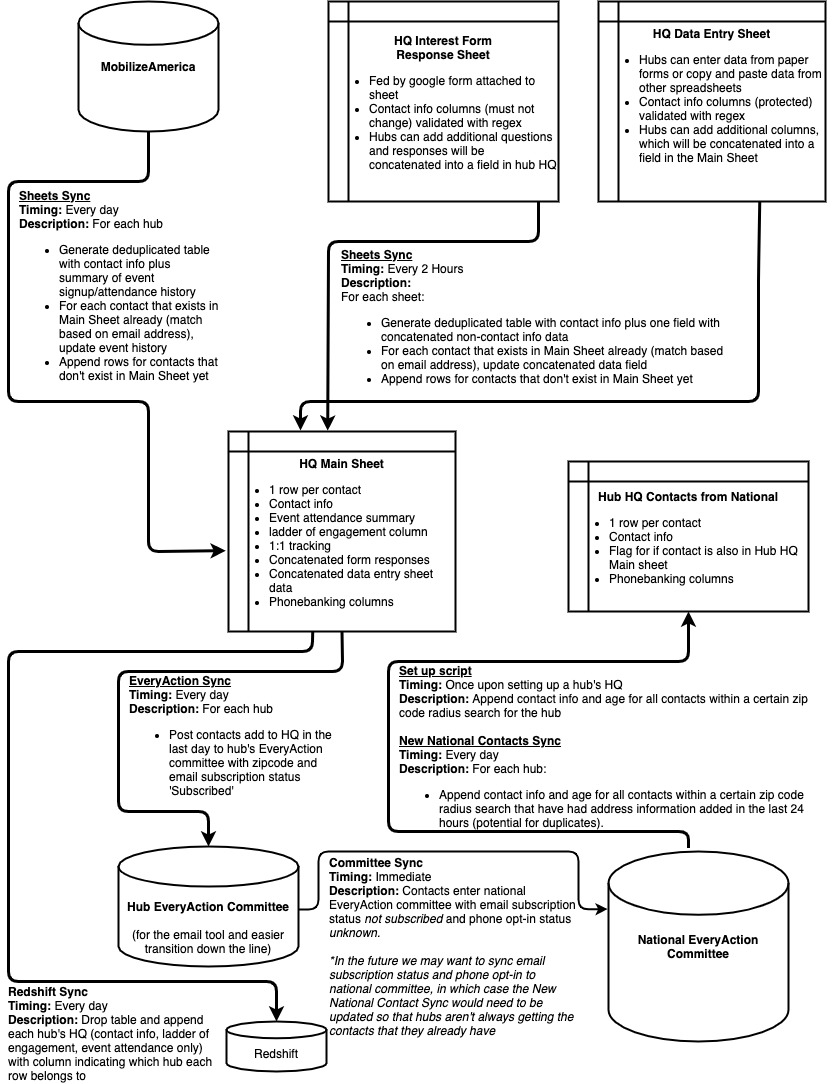 MobilizeAmerica
HQ Interest Form
Response Sheet
• Fed by google form attached to
sheet
• Contact info columns (must not
change) validated with regex
• Hubs can add additional questions
and responses will be
concatenated into a field in hub HQ
HQ Data Entry Sheet
• Hubs can enter data from paper
forms or copy and paste data from
other spreadsheets
• Contact info columns (protected)
validated with regex
• Hubs can add additional columns,
which will be concatenated into a
field in the Main Sheet
Sheets Sync
Timing: Every day
Description: For each hub
• Generate deduplicated table
with contact info plus
summary of event
signup/attendance history
• For each contact that exists in
Main Sheet already (match
based on email address),
update event history
• Append rows for contacts that
don't exist in Main Sheet yet
Sheets Sync
Timing: Every 2 Hours
Description:
For each sheet:
• Generate deduplicated table with contact info plus one field with
concatenated non-contact info data
• For each contact that exists in Main Sheet already (match based
on email address), update concatenated data field
• Append rows for contacts that don't exist in Main Sheet yet
HQ Main Sheet
• 1 row per contact
• Contact info
• Event attendance summary
• ladder of engagement column
• 1:1 tracking
• Concatenated form responses
• Concatenated data entry sheet
data
• Phonebanking columns
Hub HQ Contacts from National
• 1 row per contact
• Contact info
• Flag for if contact is also in Hub HQ
Main sheet
• Phonebanking columns
EveryAction Sync
Timing: Every day
Description: For each hub
• Post contacts add to HQ in the
last day to hub's EveryAction
committee with zipcode and
email subscription status
'Subscribed'
Set up script
Timing: Once upon setting up a hub's HQ
Description: Append contact info and age for all contacts within a certain zip
code radius search for the hub
New National Contacts Sync
Timing: Every day
Description: For each hub:
• Append contact info and age for all contacts within a certain zip code
radius search that have had address information added in the last 24
hours (potential for duplicates).
Hub EveryAction Committee
(for the email tool and easier
transition down the line)
Committee Sync
Timing: Immediate
Description: Contacts enter national
EveryAction committee with email subscription
status not subscribed and phone opt-in status
unknown.
*In the future we may want to sync email
subscription status and phone opt-in to
national committee, in which case the New
National Contact Sync would need to be
updated so that hubs aren't always getting the
contacts that they already have
National EveryAction
Committee
Redshift Sync
Timing: Every day
Description: Drop table and append
each hub's HQ (contact info, ladder of
engagement, event attendance only)
with column indicating which hub each
row belongs to
Redshift